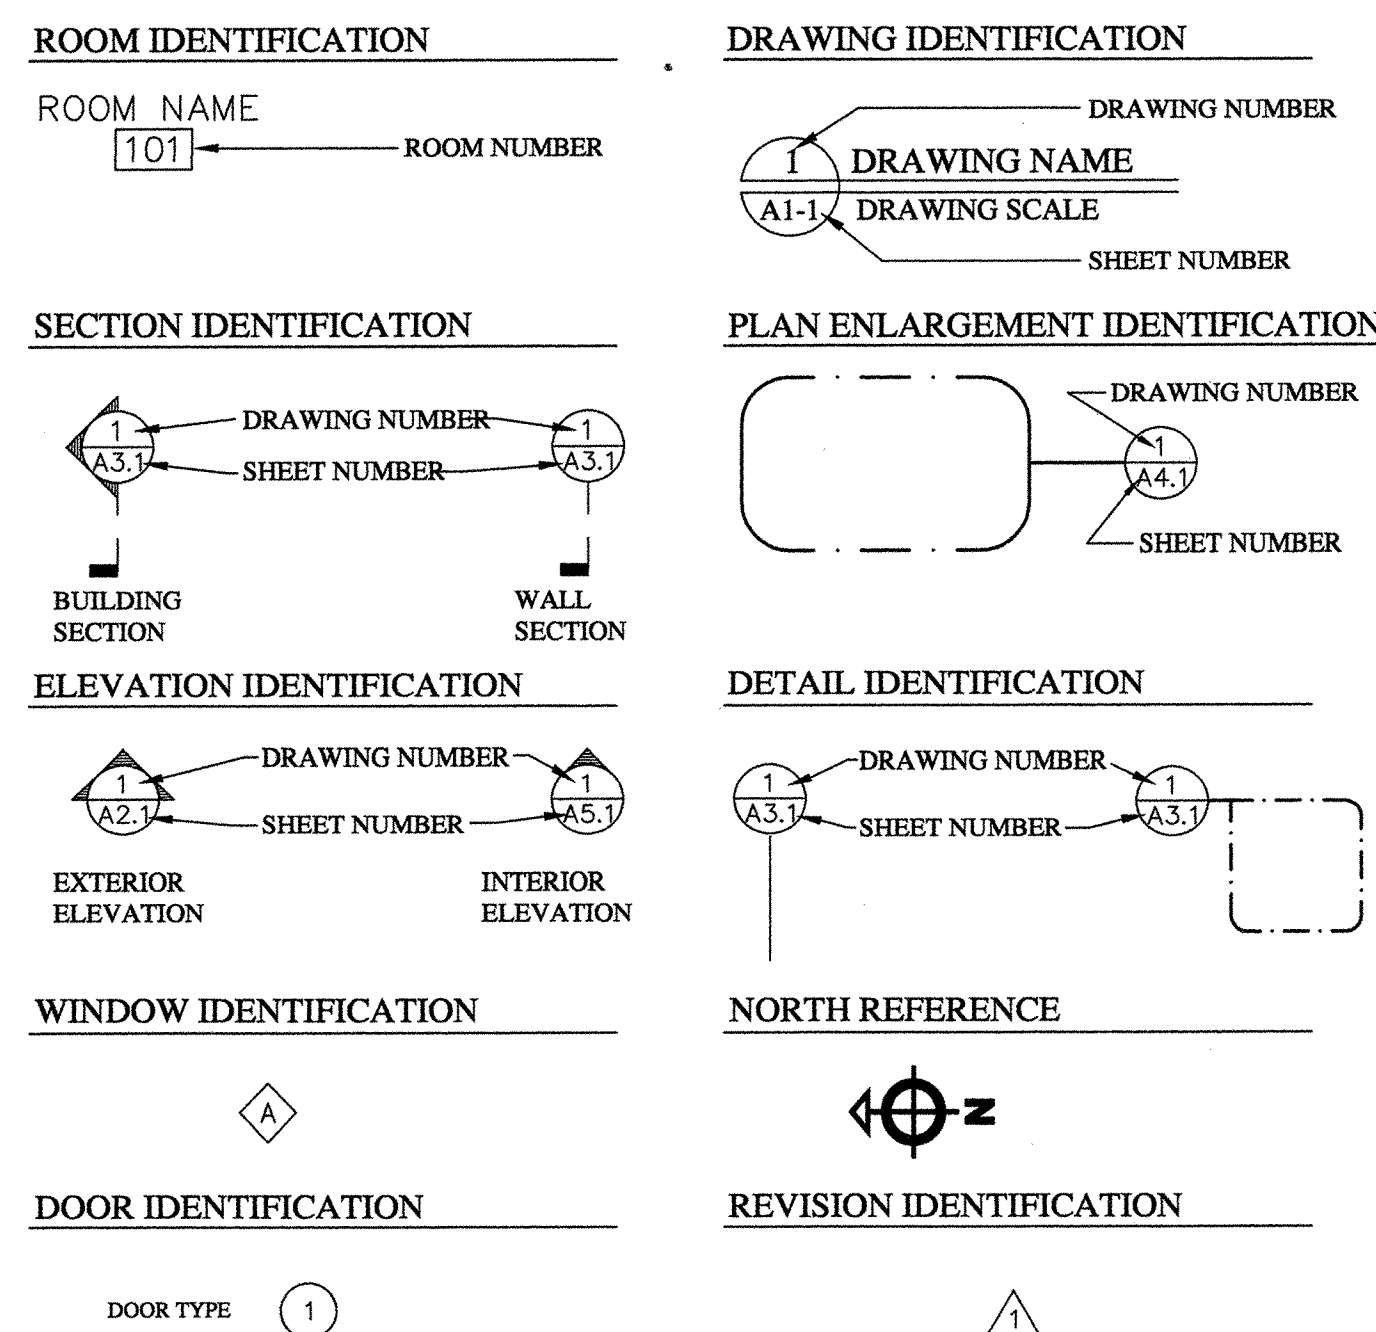 ROOM IDENTIFICATION
ROOM NAME
101
ROOM NUMBER
DRAWING IDENTIFICATION
DRAWING NUMBER
1
DRAWING NAME
A1-1
DRAWING SCALE
SHEET NUMBER
SECTION IDENTIFICATION
1
DRAWING NUMBER
1
A3.1
SHEET NUMBER
A3.1
BUILDING
SECTION
WALL
SECTION
PLAN ENLARGEMENT IDENTIFICATION
DRAWING NUMBER
1
A4.1
SHEET NUMBER
ELEVATION IDENTIFICATION
DRAWING NUMBER
1
1
A2.1
SHEET NUMBER
A5.1
EXTERIOR
ELEVATION
INTERIOR
ELEVATION
DETAIL IDENTIFICATION
DRAWING NUMBER
1
1
A3.1
SHEET NUMBER
A3.1
WINDOW IDENTIFICATION
A
NORTH REFERENCE
N
DOOR IDENTIFICATION
DOOR TYPE
1
REVISION IDENTIFICATION
1